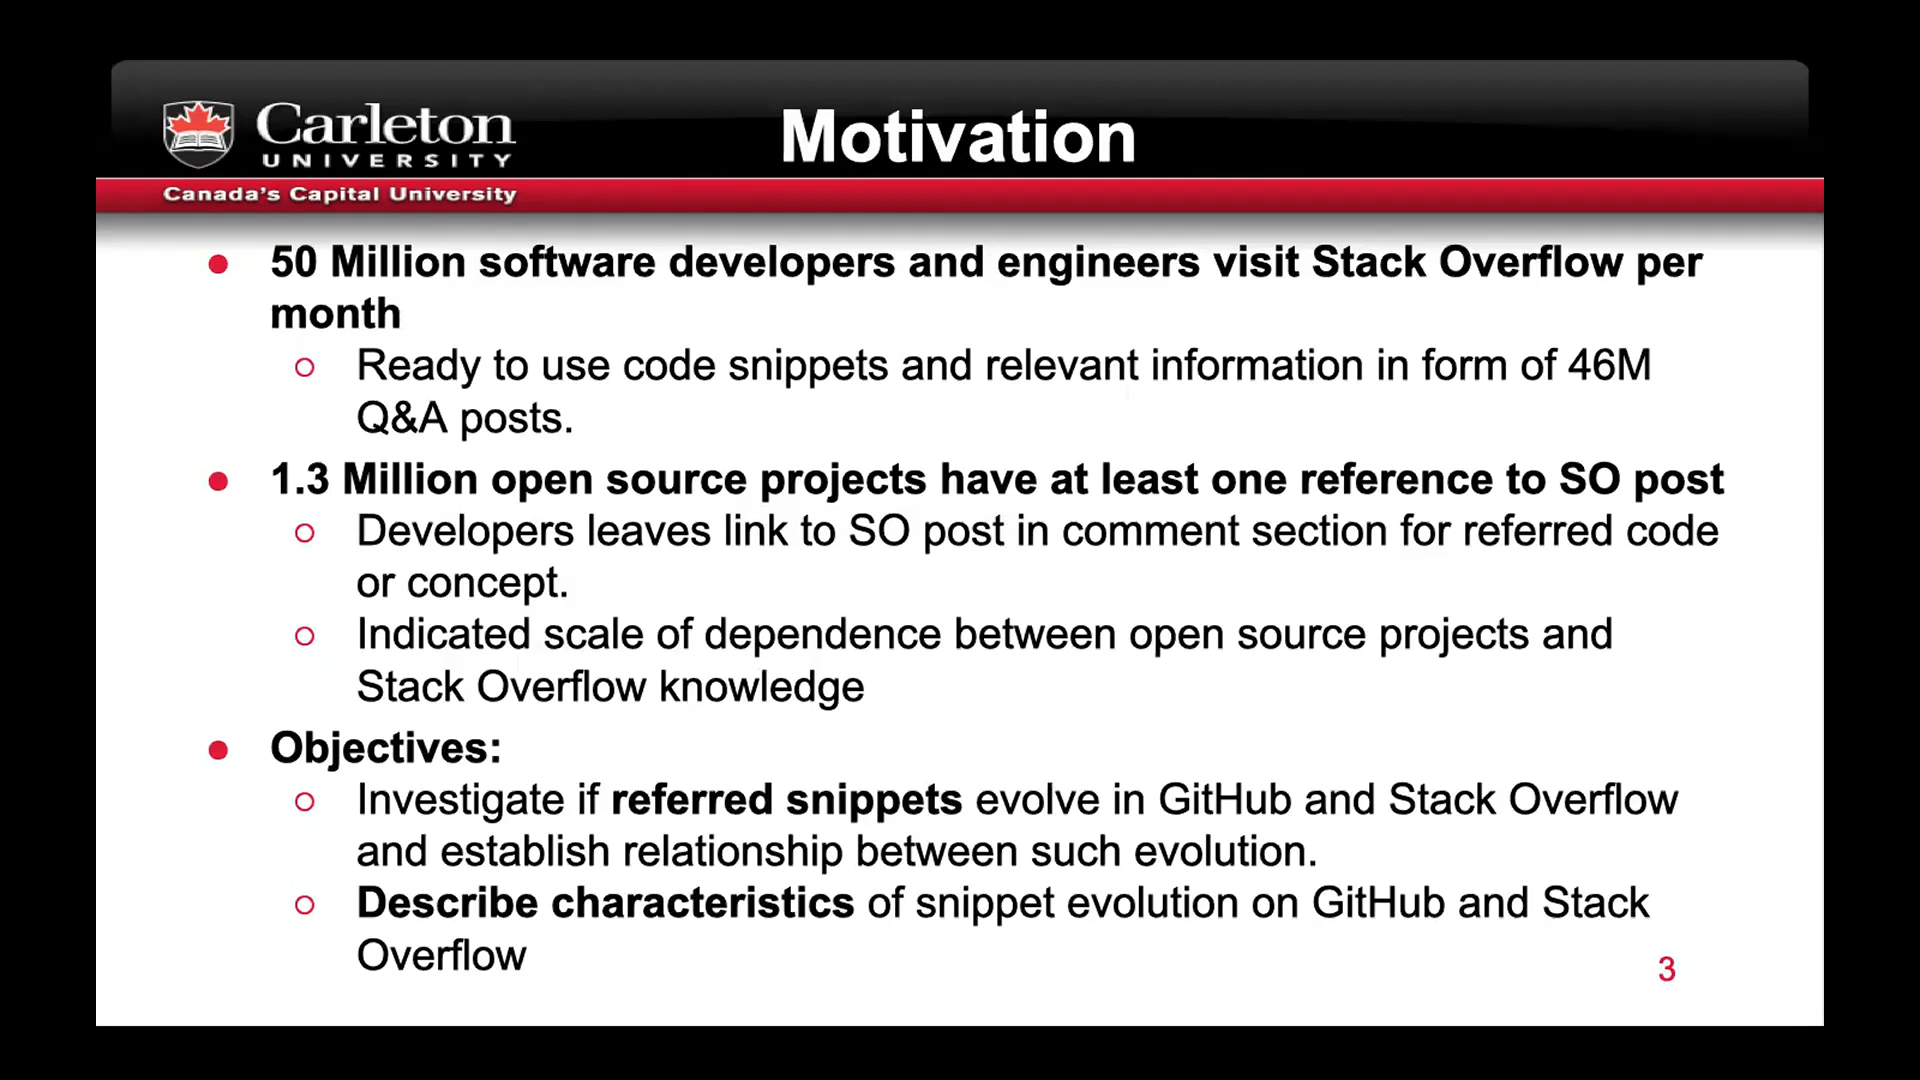 Carleton
UNIVERSITY
Canada's Capital University
Motivation
● 50 Million software developers and engineers visit Stack Overflow per
month
○ Ready to use code snippets and relevant information in form of 46M
Q&A posts.
● 1.3 Million open source projects have at least one reference to SO post
○ Developers leaves link to SO post in comment section for referred code
or concept.
○ Indicated scale of dependence between open source projects and
Stack Overflow knowledge
● Objectives:
○ Investigate if referred snippets evolve in GitHub and Stack Overflow
and establish relationship between such evolution.
○ Describe characteristics of snippet evolution on GitHub and Stack
Overflow
3